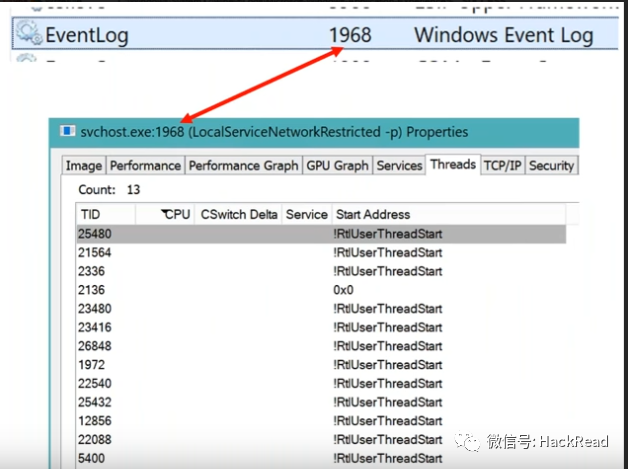 EventLog 1968 Windows Event Log
svchost.exe:1968 (LocalServiceNetworkRestricted -p) Properties
Image Performance Performance Graph GPU Graph Services Threads TCP/IP Security
Count: 13
TID CPU CSwitch Delta Service Start Address
25480 !RtlUserThreadStart
21564 !RtlUserThreadStart
2336 !RtlUserThreadStart
2136 0x0
23480 !RtlUserThreadStart
23416 !RtlUserThreadStart
26848 !RtlUserThreadStart
1972 !RtlUserThreadStart
22540 !RtlUserThreadStart
25432 !RtlUserThreadStart
12856 !RtlUserThreadStart
22088 !RtlUserThreadStart
5400 !RtlUserThreadStart
微信号: HackRead